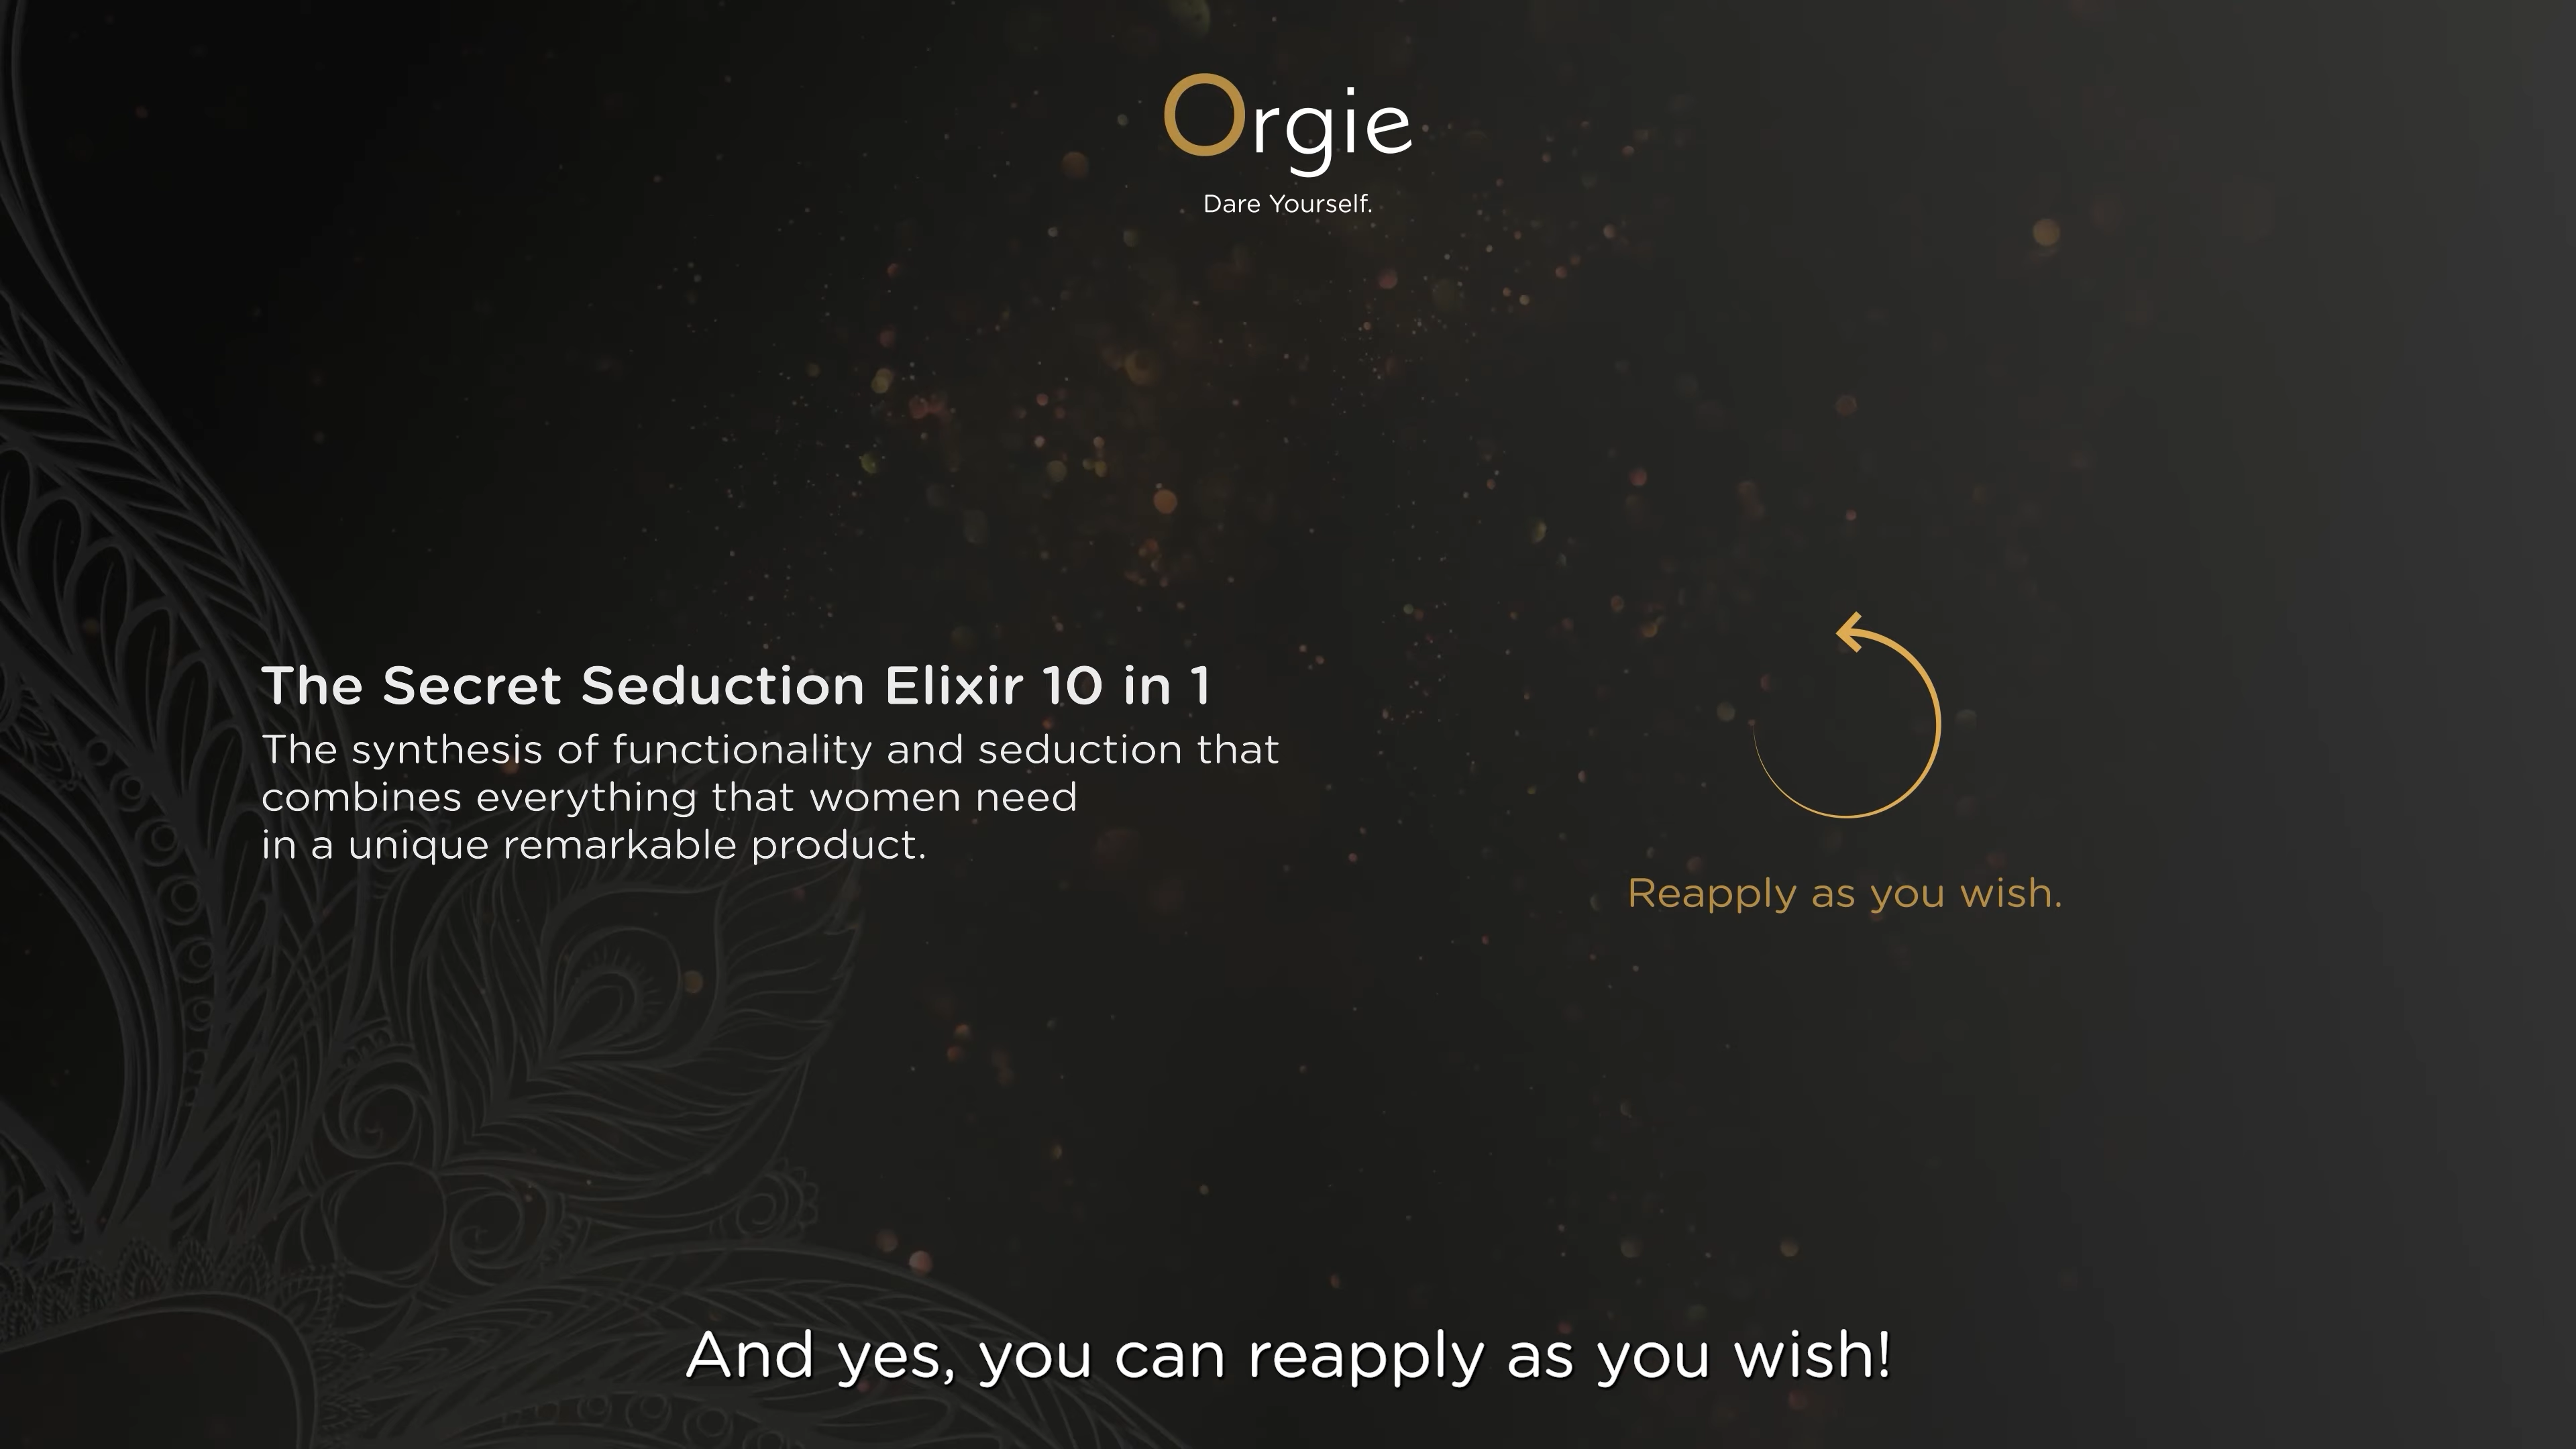 Orgie
Dare Yourself.
The Secret Seduction Elixir 10 in 1
The synthesis of functionality and seduction that
combines everything that women need
in a unique remarkable product.
Reapply as you wish.
And yes, you can reapply as you wish!